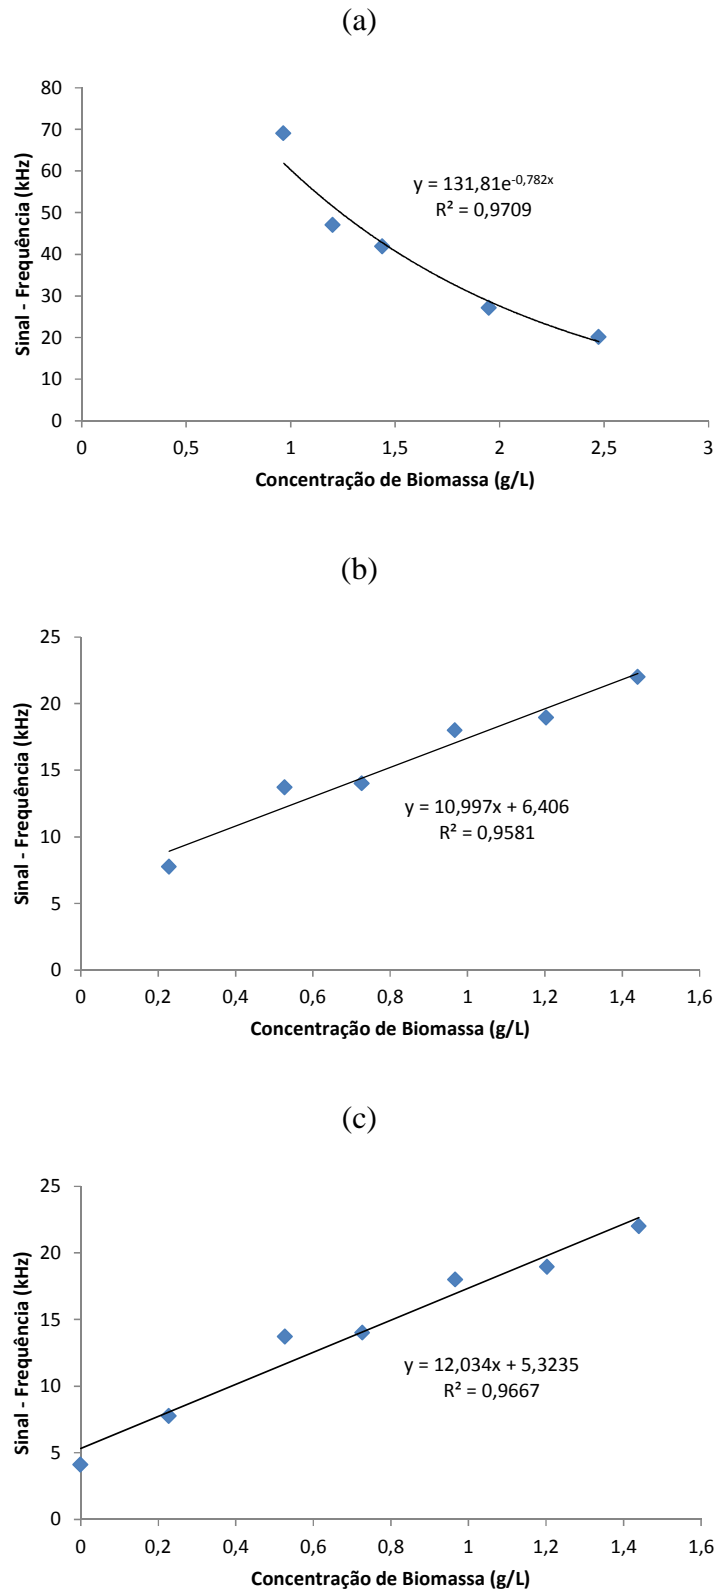 (a)
80
70
60
50
40
30
20
10
0
Sinal - Frequência (kHz)
y = 131,81e-0,782x
R² = 0,9709
0 0,5 1 1,5 2 2,5 3
Concentração de Biomassa (g/L)
(b)
25
20
15
10
5
0
Sinal - Frequência (kHz)
y = 10,997x + 6,406
R² = 0,9581
0 0,2 0,4 0,6 0,8 1 1,2 1,4 1,6
Concentração de Biomassa (g/L)
(c)
25
20
15
10
5
0
Sinal - Frequência (kHz)
y = 12,034x + 5,3235
R² = 0,9667
0 0,2 0,4 0,6 0,8 1 1,2 1,4 1,6
Concentração de Biomassa (g/L)